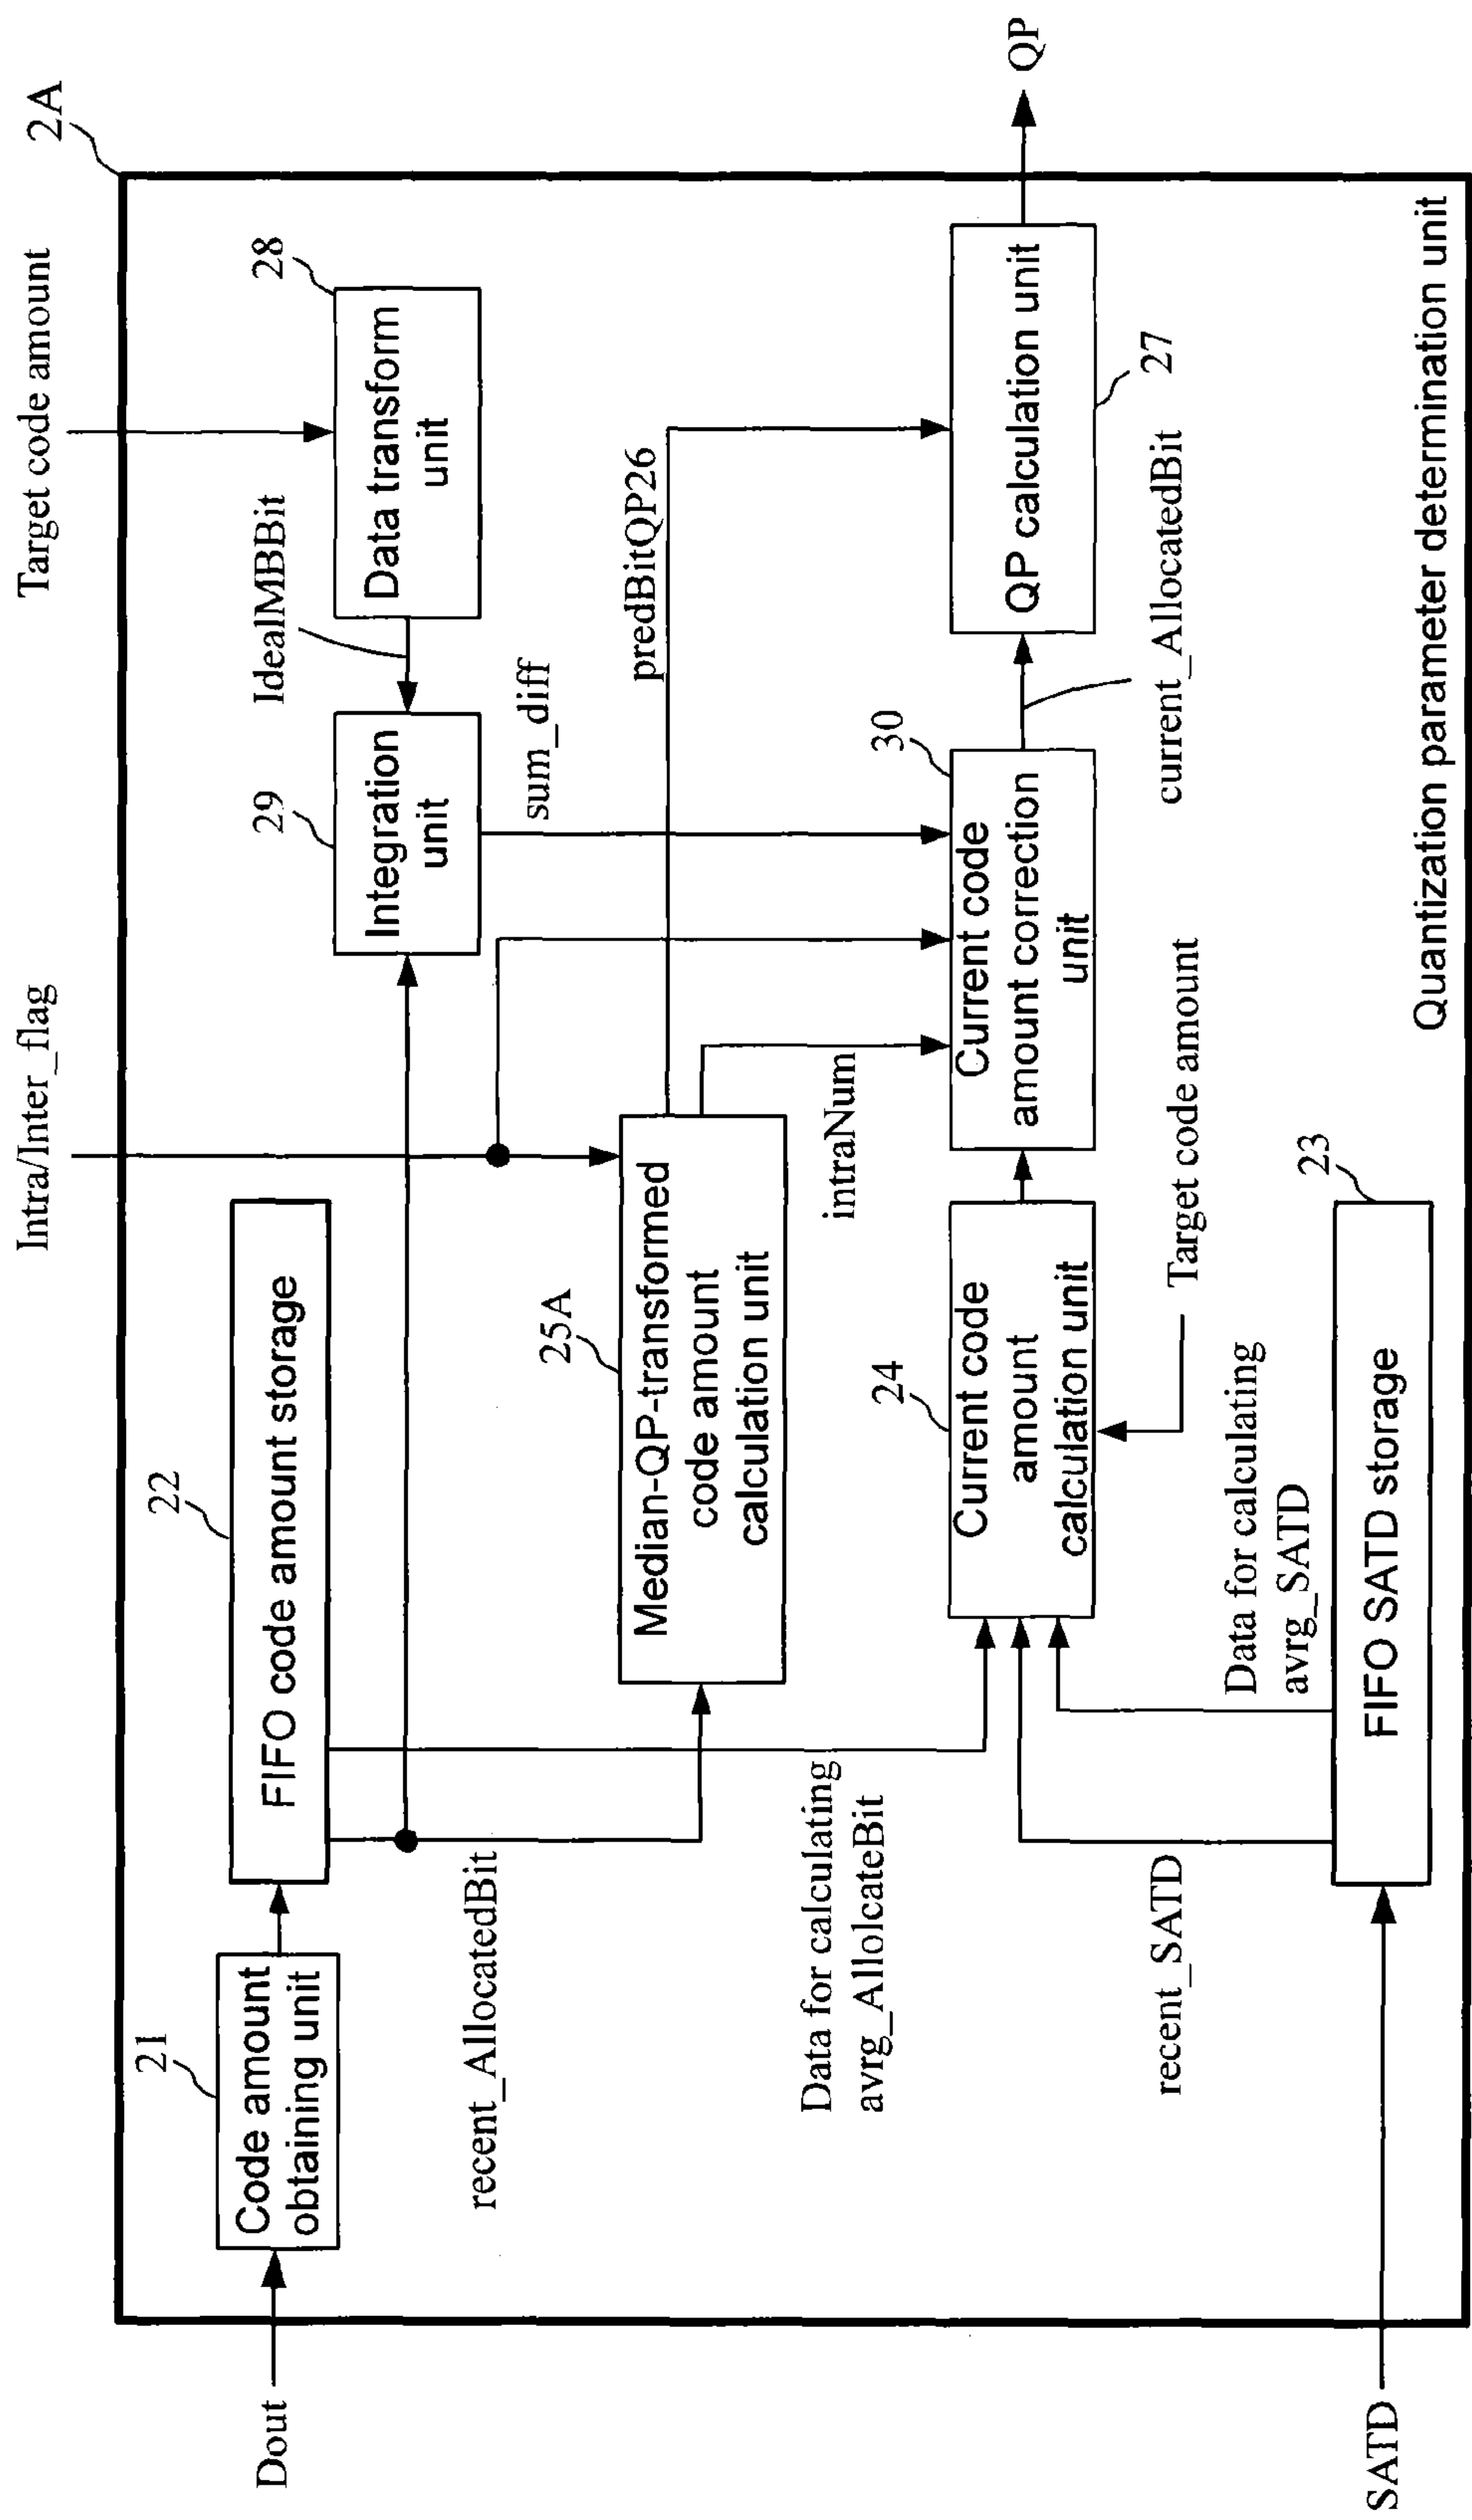 Target code amount
Intra/Inter_flag
2A
28
Data transform
unit
IdealMBBit
29
Integration
unit
sum_diff
22
FIFO code amount storage
21
Code amount
obtaining unit
Dout
recent_AllocatedBit
25A
Median-QP-transformed
code amount
calculation unit
predBitQP26
intraNum
Data for calculating
avrg_AllolcateBit
24
Current code
amount
calculation unit
30
Current code
amount correction
unit
QP calculation unit
27
QP
current_AllocatedBit
Target code amount
recent_SATD
Data for calculating
avrg_SATD
23
FIFO SATD storage
SATD
Quantization parameter determination unit